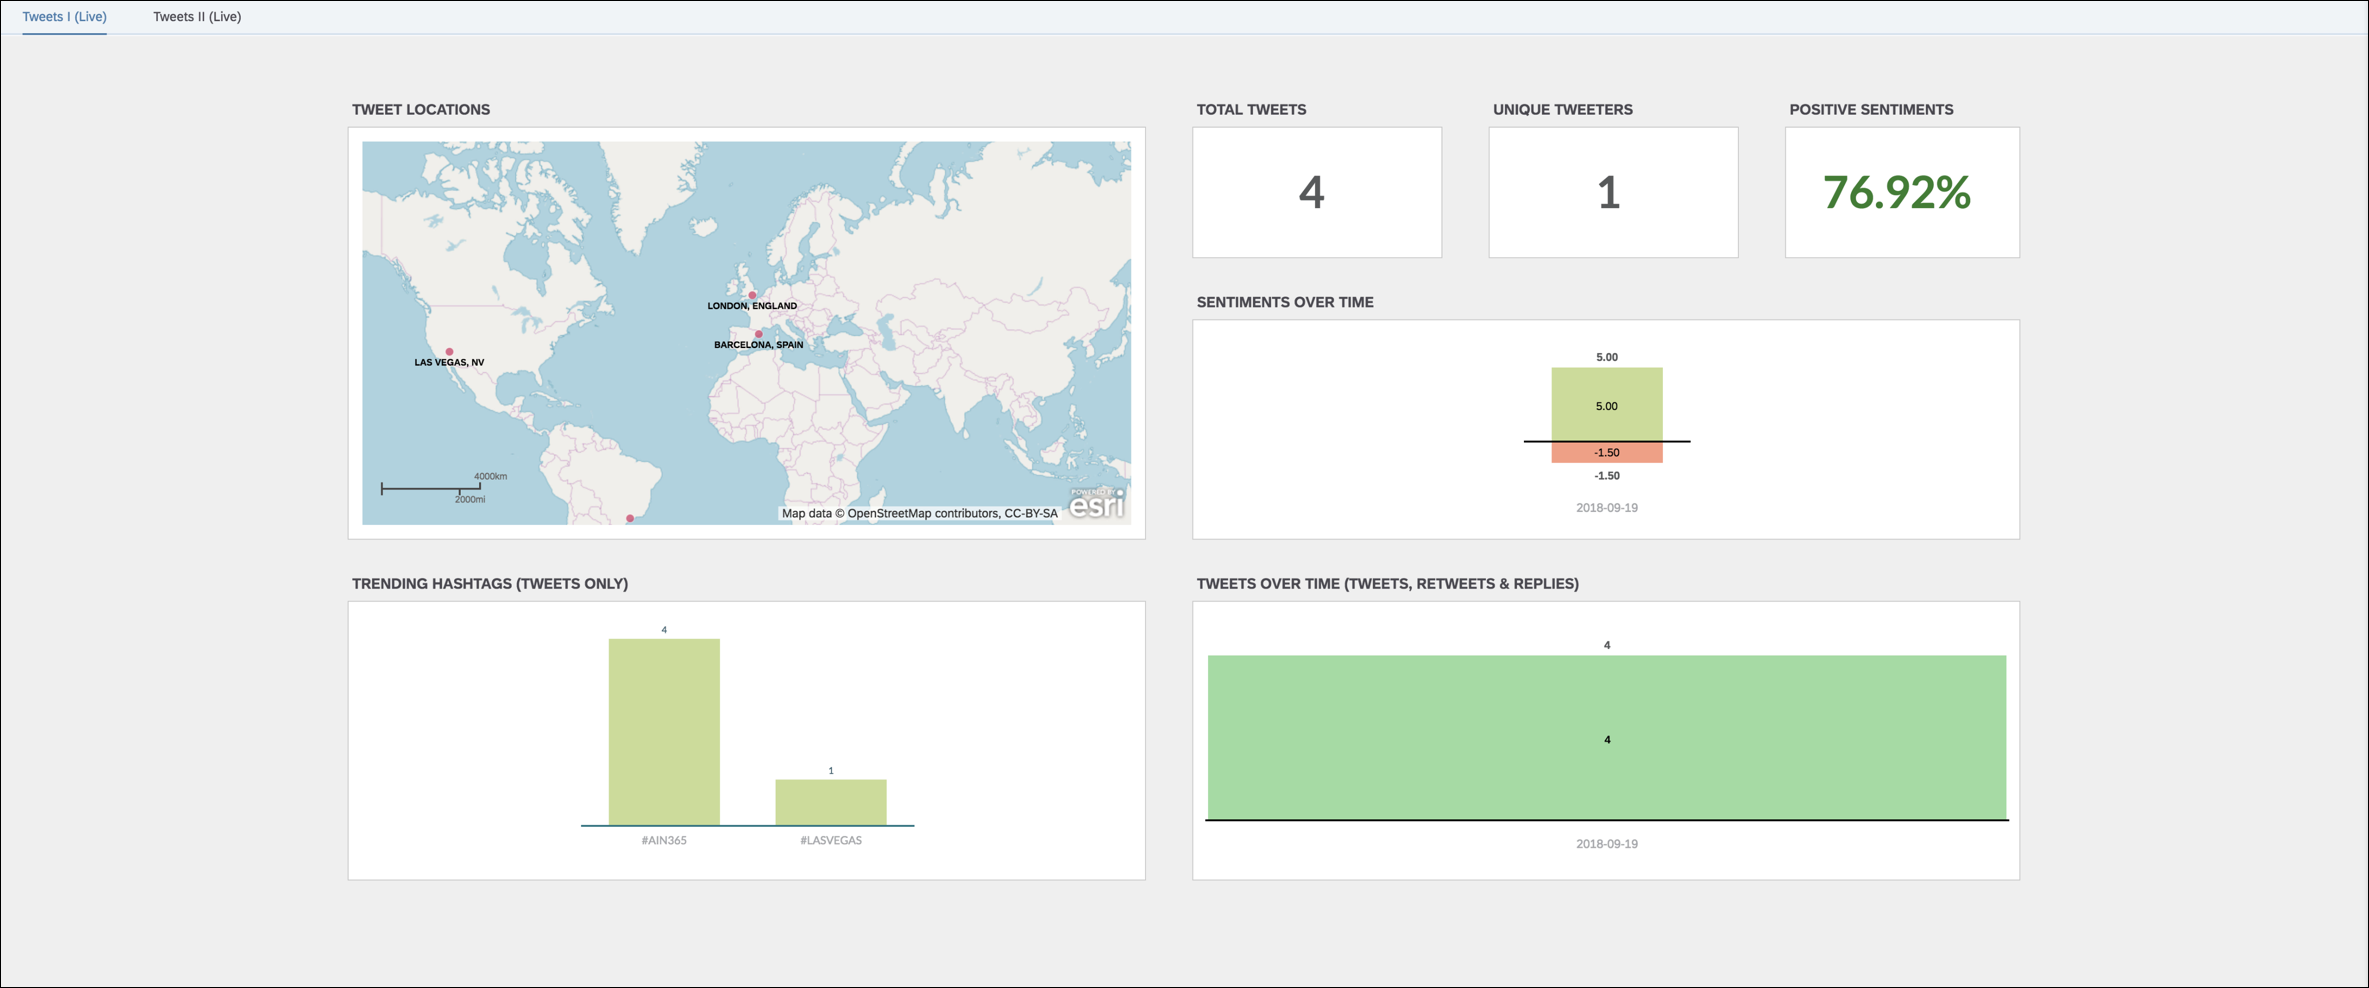 Tweets I (Live)
Tweets II (Live)
TWEET LOCATIONS
LONDON, ENGLAND
BARCELONA, SPAIN
LAS VEGAS, NV
4000km
2000mi
Map data © OpenStreetMap contributors, CC-BY-SA
POWERED BY
esri
TOTAL TWEETS
4
UNIQUE TWEETERS
1
POSITIVE SENTIMENTS
76.92%
SENTIMENTS OVER TIME
5.00
5.00
-1.50
-1.50
2018-09-19
TRENDING HASHTAGS (TWEETS ONLY)
4
1
#AIN365
#LASVEGAS
TWEETS OVER TIME (TWEETS, RETWEETS & REPLIES)
4
4
2018-09-19